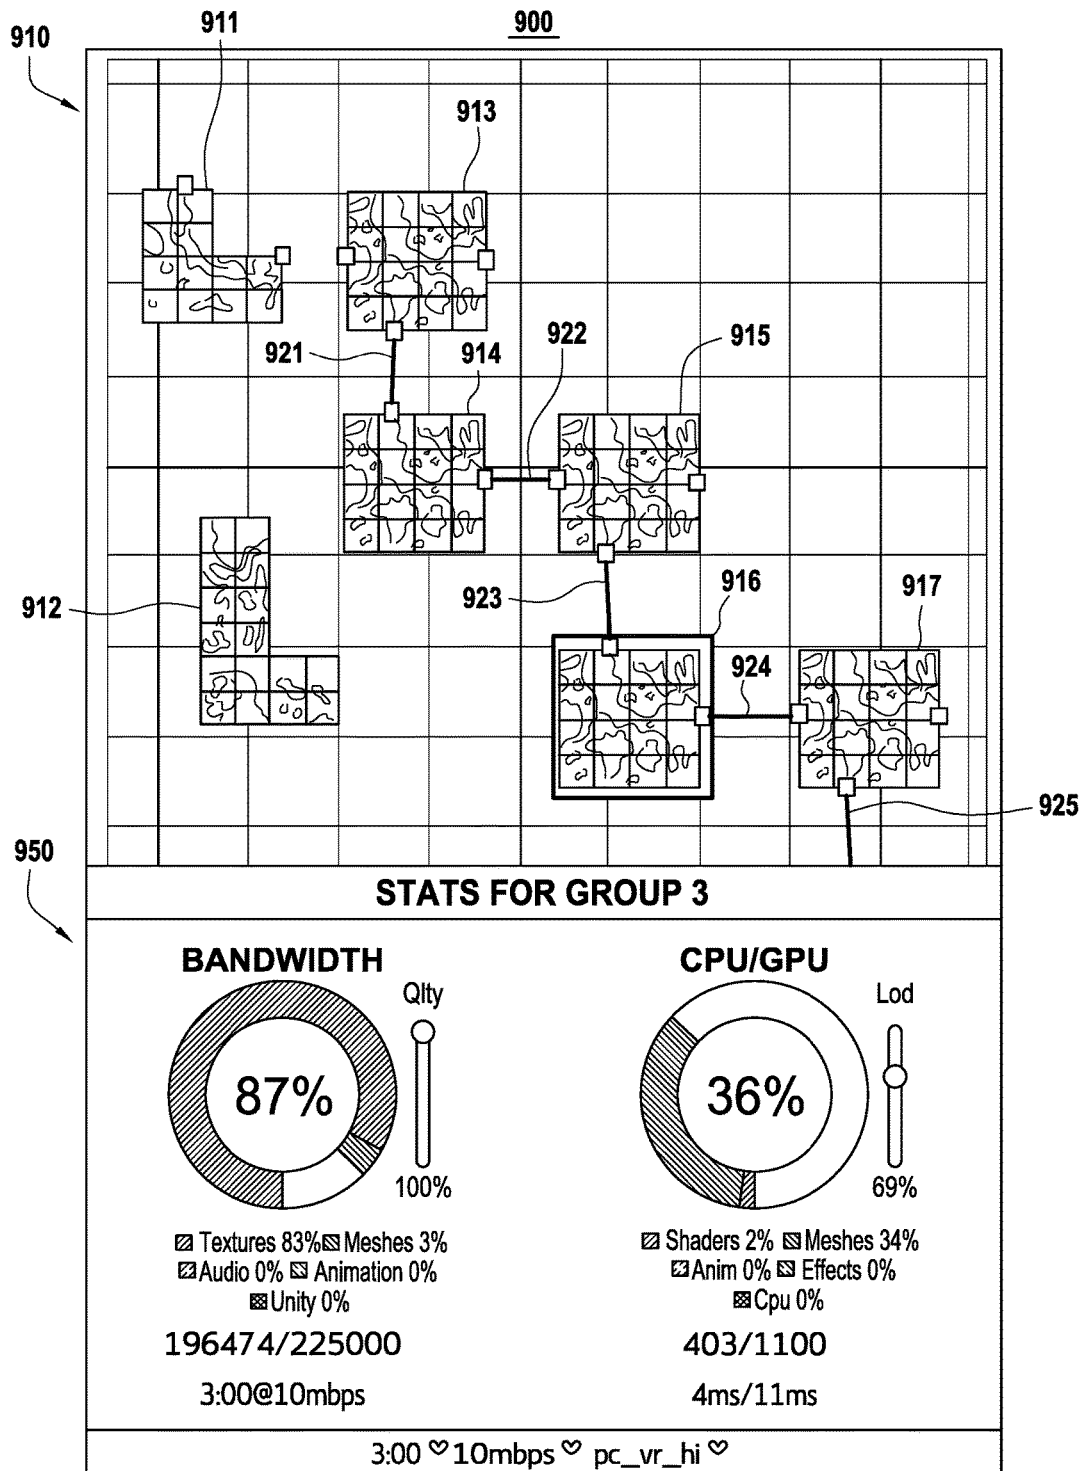 900
910
911
913
921
914
922
915
912
923
916
917
924
925
950
STATS FOR GROUP 3
BANDWIDTH
Qlty
87%
100%
Textures 83% Meshes 3%
Audio 0% Animation 0%
Unity 0%
196474/225000
3:00@10mbps
CPU/GPU
Lod
36%
69%
Shaders 2% Meshes 34%
Anim 0% Effects 0%
Cpu 0%
403/1100
4ms/11ms
3:00 ♡ 10mbps ♡ pc_vr_hi ♡